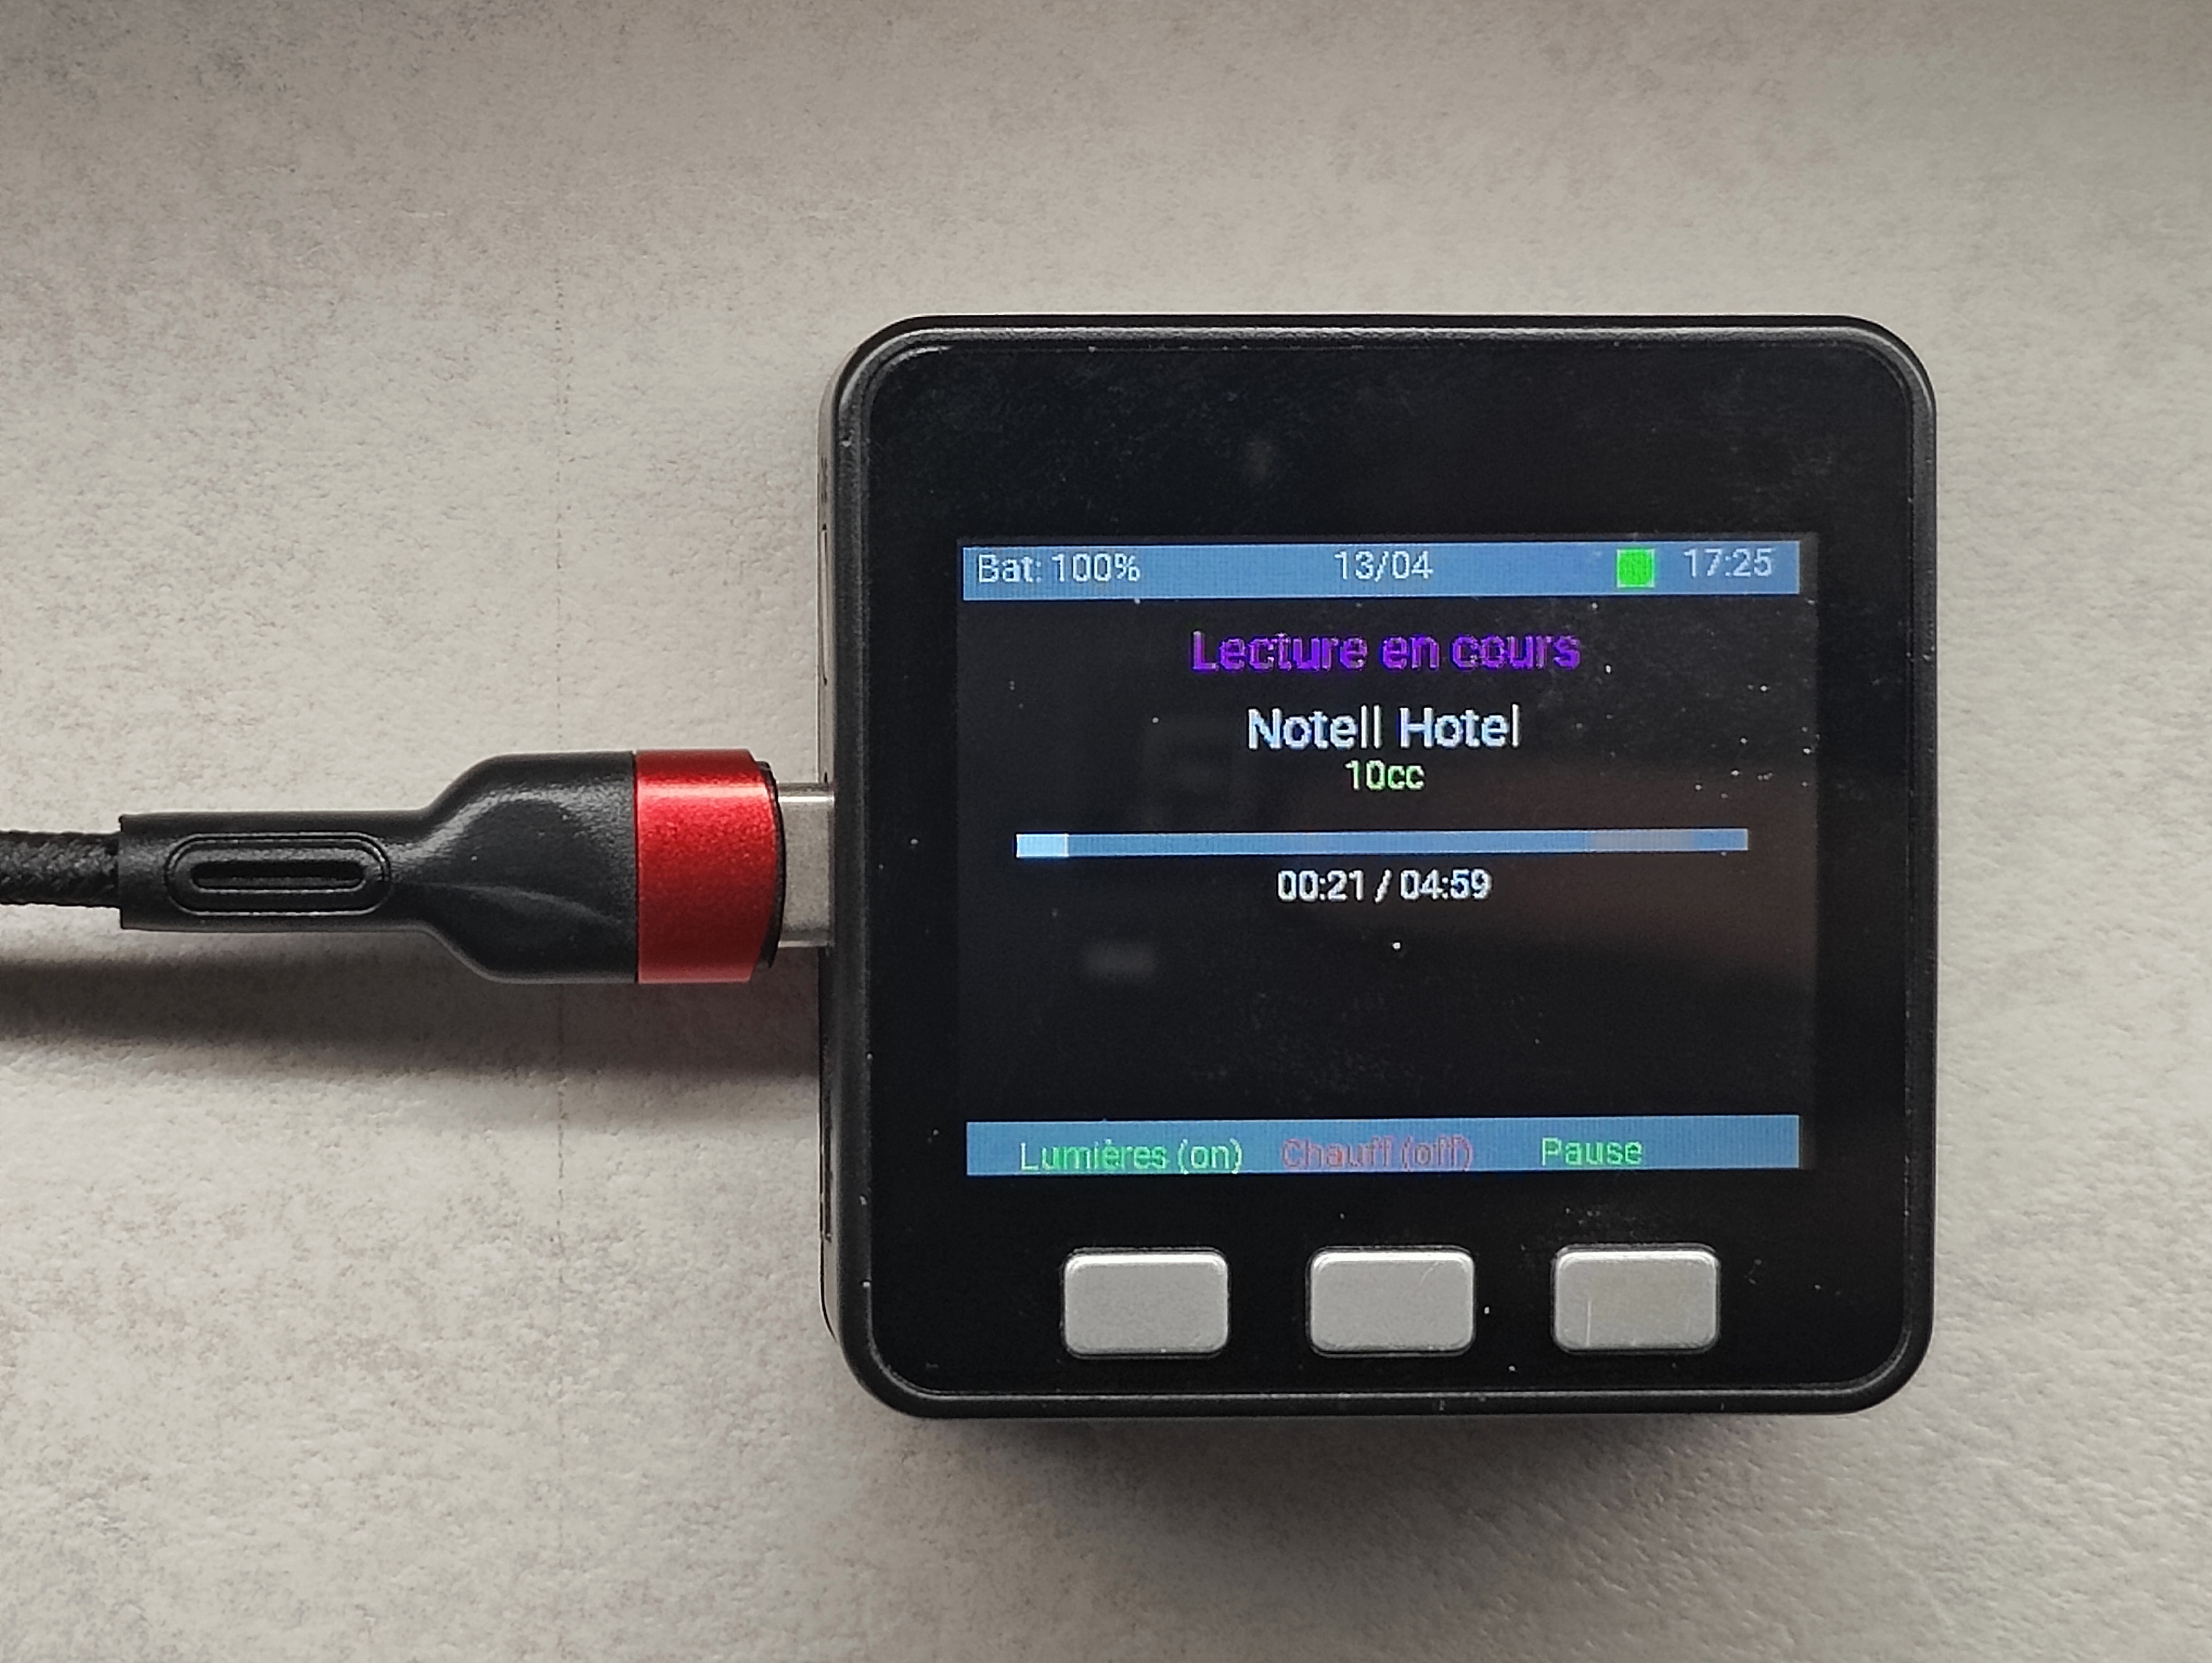 Bat: 100% 13/04 17:25
Lecture en cours
Notell Hotel
10cc
00:21 / 04:59
Lumières (on) Chauff (off) Pause